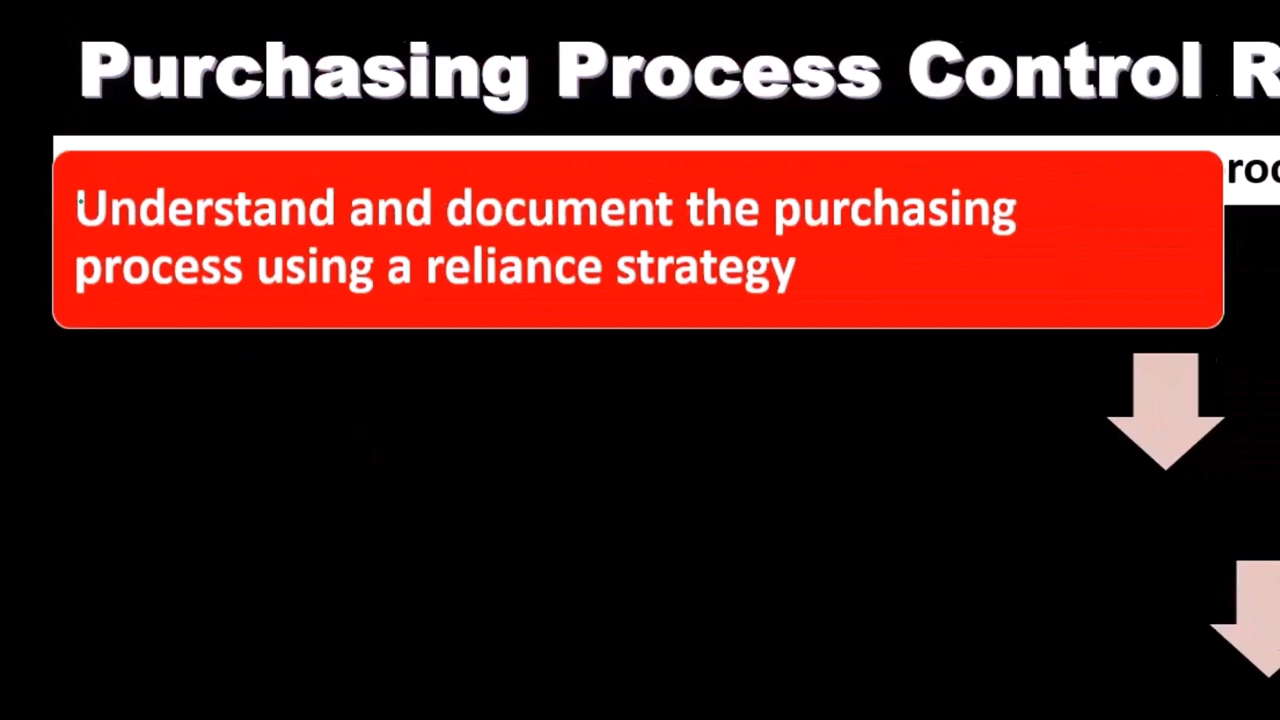 Purchasing Process Control
Understand and document the purchasing
process using a reliance strategy